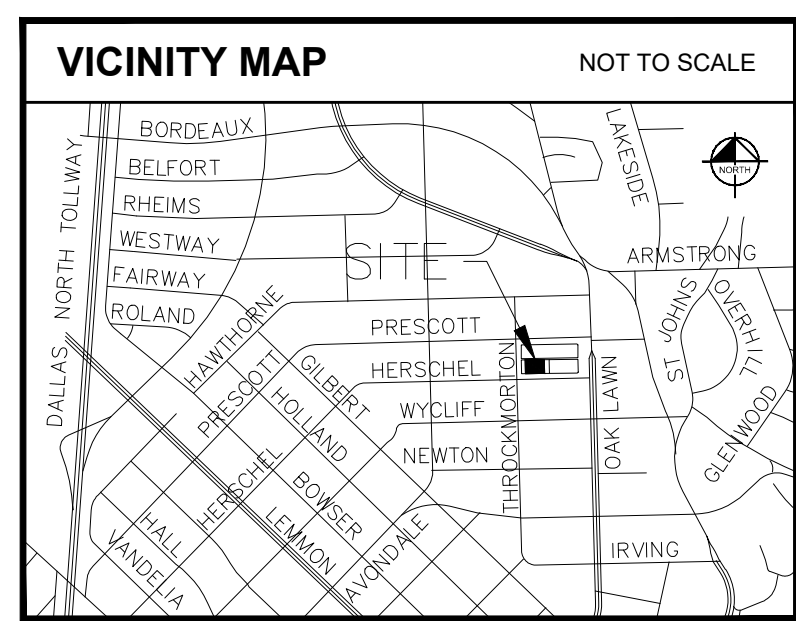 VICINITY MAP
NOT TO SCALE
BORDEAUX
BELFORT
RHEIMS
WESTWAY
FAIRWAY
ROLAND
DALLAS NORTH TOLLWAY
LAKESIDE
NORTH
SITE
ARMSTRONG
HAWTHORNE
PRESCOTT
HERSCHEL
WYCLIFF
NEWTON
THROCKMORTON
OAK LAWN
ST JOHNS
OVERHILL
GLENWOOD
PRESCOTT
GILBERT
HOLLAND
HERSCHEL
BOWSER
LEMMON
AVONDALE
HALL
VANDELIA
IRVING